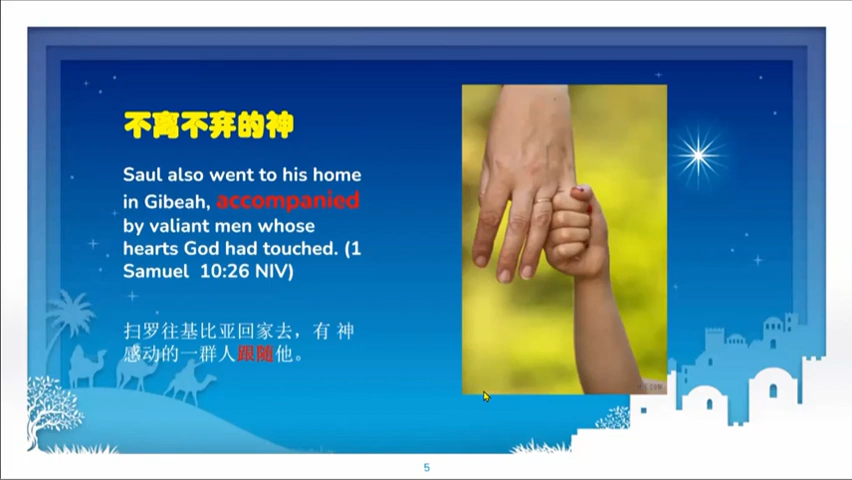 不离不弃的神
Saul also went to his home
in Gibeah, accompanied
by valiant men whose
hearts God had touched. (1
Samuel 10:26 NIV)
扫罗往基比亚回家去，有 神
感动的一群人跟随他。
5